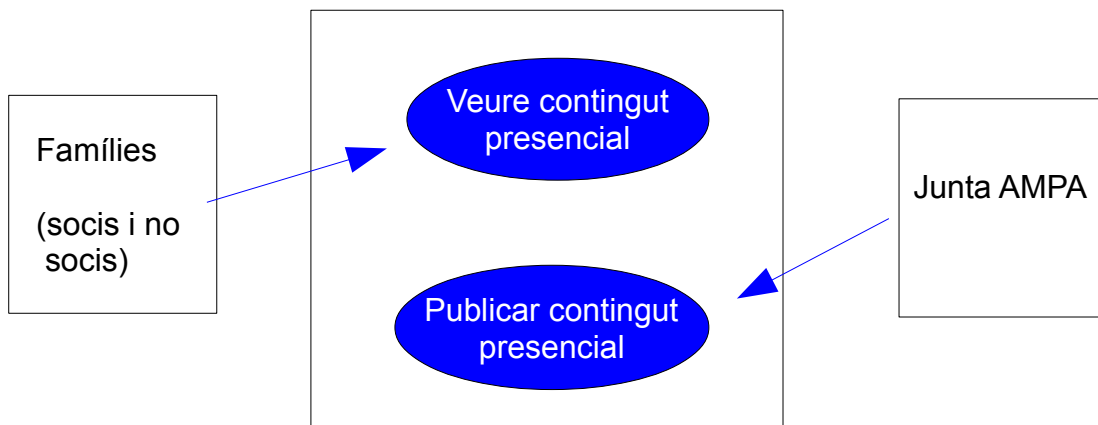 Famílies
(socis i no
socis)
Veure contingut
presencial
Publicar contingut
presencial
Junta AMPA